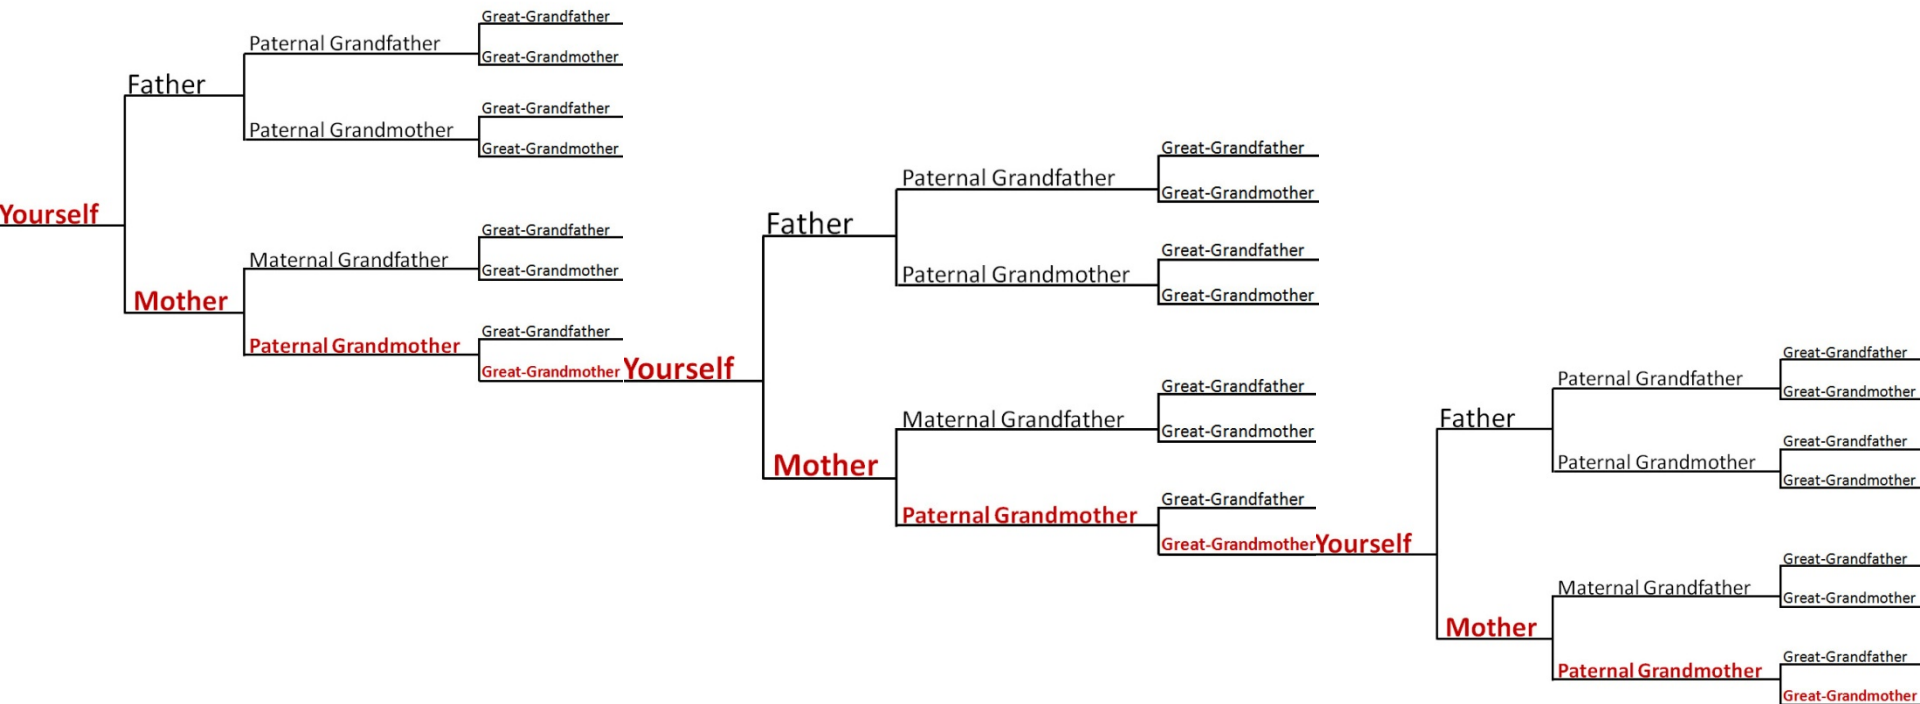 Great-Grandfather
Paternal Grandfather
Great-Grandmother
Father
Great-Grandfather
Paternal Grandmother
Great-Grandmother
Yourself
Great-Grandfather
Maternal Grandfather
Great-Grandmother
Mother
Great-Grandfather
Paternal Grandmother
Great-Grandmother
Great-Grandfather
Paternal Grandfather
Great-Grandmother
Father
Great-Grandfather
Paternal Grandmother
Great-Grandmother
Yourself
Great-Grandfather
Maternal Grandfather
Great-Grandmother
Mother
Great-Grandfather
Paternal Grandmother
Great-Grandmother
Great-Grandfather
Paternal Grandfather
Great-Grandmother
Father
Great-Grandfather
Paternal Grandmother
Great-Grandmother
Yourself
Great-Grandfather
Maternal Grandfather
Great-Grandmother
Mother
Great-Grandfather
Paternal Grandmother
Great-Grandmother